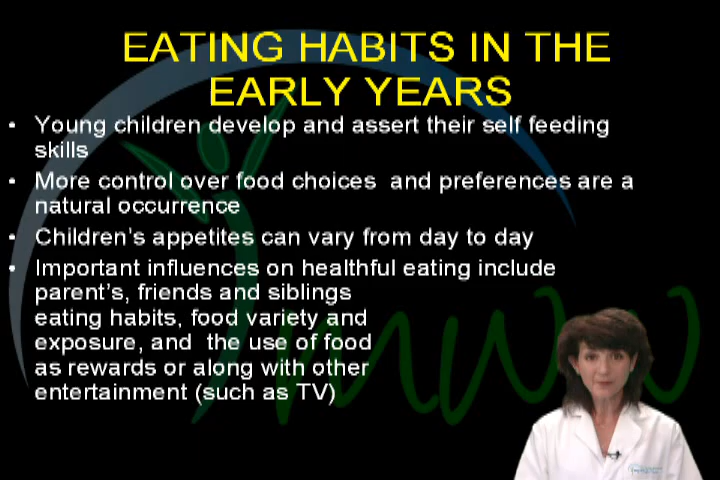 EATING HABITS IN THE
EARLY YEARS
• Young children develop and assert their self feeding
skills
• More control over food choices and preferences are a
natural occurrence
• Children's appetites can vary from day to day
• Important influences on healthful eating include
parent's, friends and siblings
eating habits, food variety and
exposure, and the use of food
as rewards or along with other
entertainment (such as TV)
mww